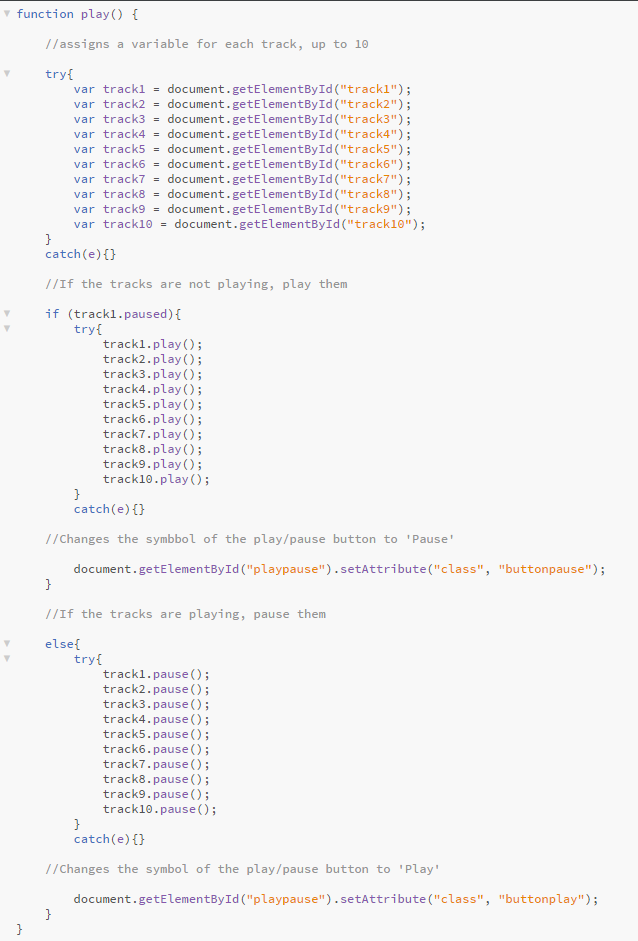 function play() {
//assigns a variable for each track, up to 10
try{
var track1 = document.getElementById("track1");
var track2 = document.getElementById("track2");
var track3 = document.getElementById("track3");
var track4 = document.getElementById("track4");
var track5 = document.getElementById("track5");
var track6 = document.getElementById("track6");
var track7 = document.getElementById("track7");
var track8 = document.getElementById("track8");
var track9 = document.getElementById("track9");
var track10 = document.getElementById("track10");
}
catch(e){}
//If the tracks are not playing, play them
if (track1.paused){
try{
track1.play();
track2.play();
track3.play();
track4.play();
track5.play();
track6.play();
track7.play();
track8.play();
track9.play();
track10.play();
}
catch(e){}
//Changes the symbbol of the play/pause button to 'Pause'
document.getElementById("playpause").setAttribute("class", "buttonpause");
}
//If the tracks are playing, pause them
else{
try{
track1.pause();
track2.pause();
track3.pause();
track4.pause();
track5.pause();
track6.pause();
track7.pause();
track8.pause();
track9.pause();
track10.pause();
}
catch(e){}
//Changes the symbol of the play/pause button to 'Play'
document.getElementById("playpause").setAttribute("class", "buttonplay");
}
}